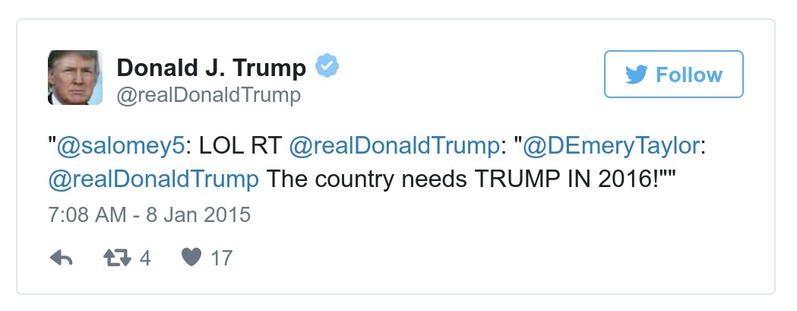 Donald J. Trump
@realDonaldTrump
Follow
"@salomey5: LOL RT @realDonaldTrump: "@DEmeryTaylor:
@realDonaldTrump The country needs TRUMP IN 2016!""
7:08 AM - 8 Jan 2015
4 17